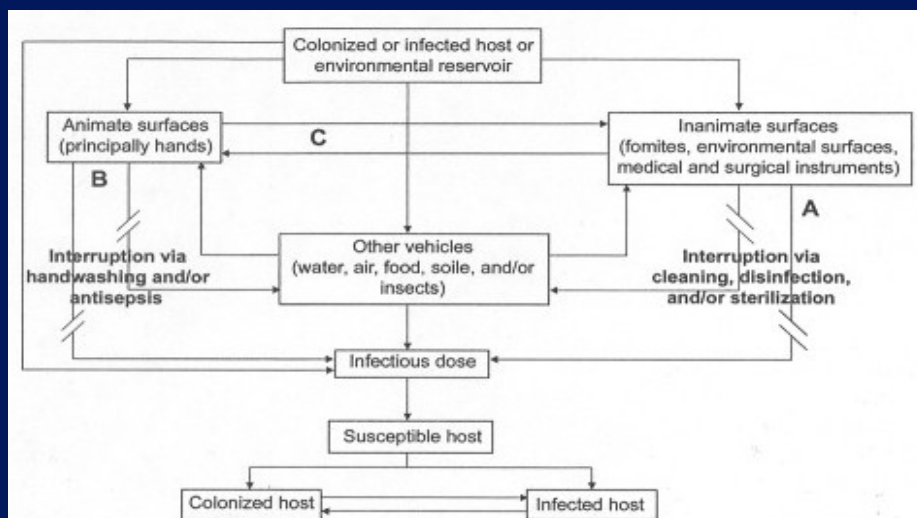 Colonized or infected host or
environmental reservoir
Animate surfaces
(principally hands)
C
Inanimate surfaces
(fomites, environmental surfaces,
medical and surgical instruments)
B
A
Interruption via
handwashing and/or
antisepsis
Other vehicles
(water, air, food, soile, and/or
insects)
Interruption via
cleaning, disinfection,
and/or sterilization
Infectious dose
Susceptible host
Colonized host
Infected host